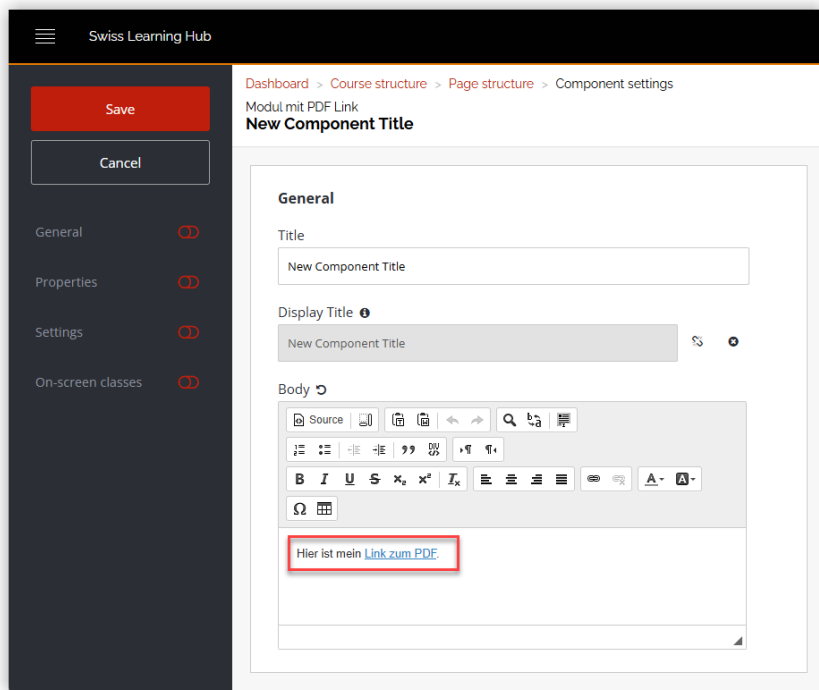 Swiss Learning Hub
Save
Cancel
General
Properties
Settings
On-screen classes
Dashboard > Course structure > Page structure > Component settings
Modul mit PDF Link
New Component Title
General
Title
New Component Title
Display Title
New Component Title
Body
Source
Hier ist mein Link zum PDF.